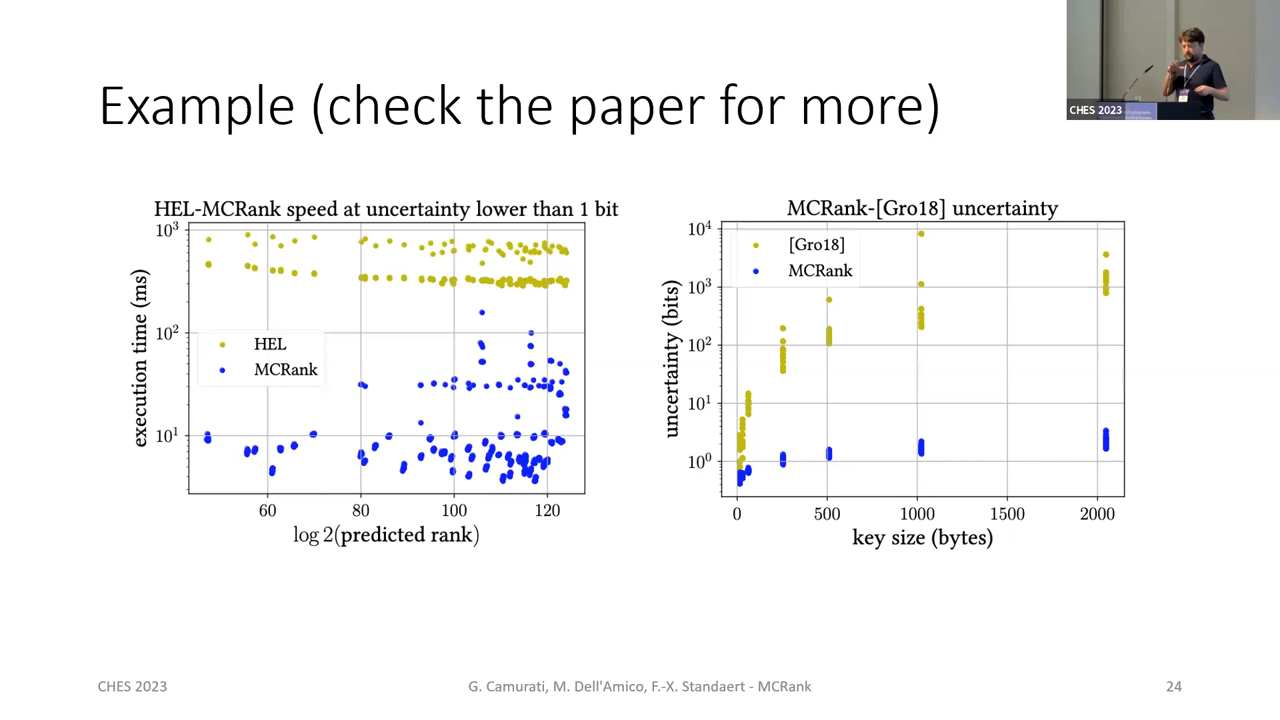 CHES 2023
Example (check the paper for more)
HEL-MCRank speed at uncertainty lower than 1 bit
10³
10²
10¹
execution time (ms)
HEL
MCRank
60 80 100 120
log 2(predicted rank)
MCRank-[Gro18] uncertainty
10⁴
10³
10²
10¹
10⁰
uncertainty (bits)
[Gro18]
MCRank
0 500 1000 1500 2000
key size (bytes)
CHES 2023
G. Camurati, M. Dell'Amico, F.-X. Standaert - MCRank
24